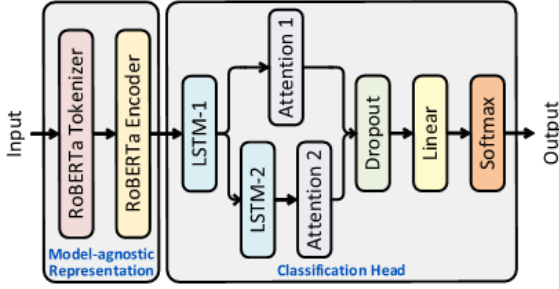 Input
RoBERTa Tokenizer
RoBERTa Encoder
Model-agnostic
Representation
LSTM-1
Attention 1
LSTM-2
Attention 2
Dropout
Linear
Softmax
Classification Head
Output